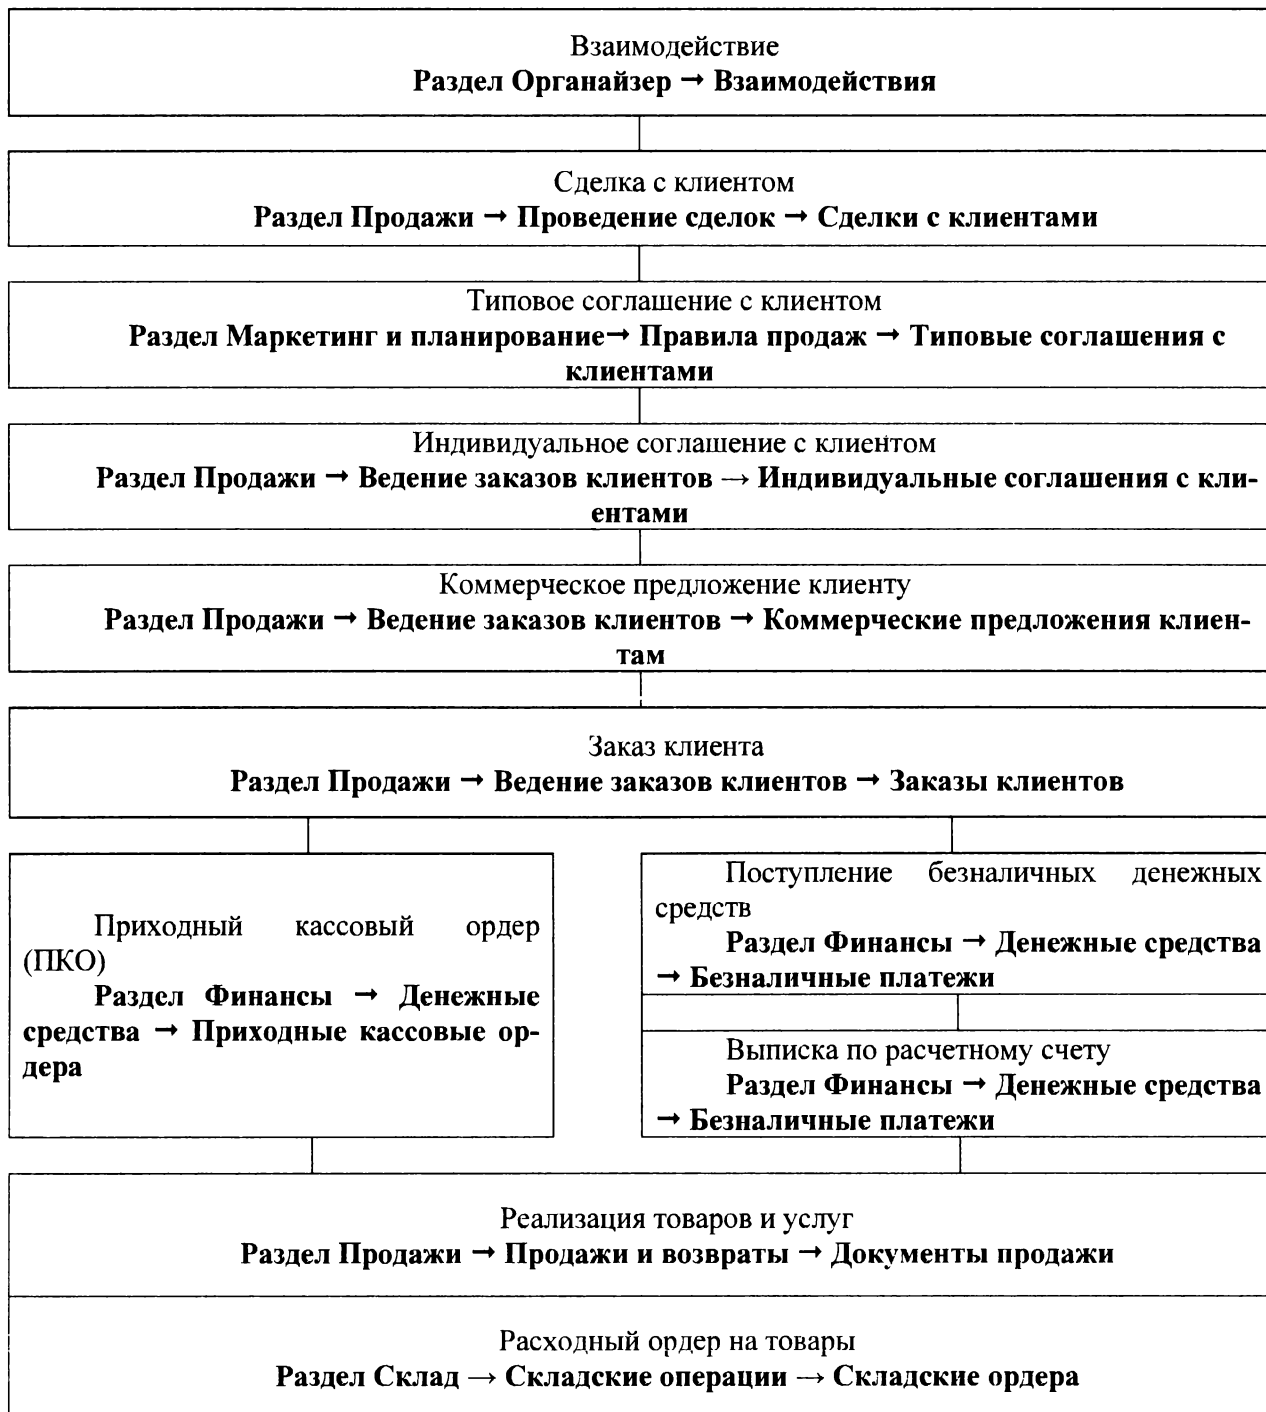 Взаимодействие
Раздел Органайзер → Взаимодействия
Сделка с клиентом
Раздел Продажи → Проведение сделок → Сделки с клиентами
Типовое соглашение с клиентом
Раздел Маркетинг и планирование→ Правила продаж → Типовые соглашения с
клиентами
Индивидуальное соглашение с клиентом
Раздел Продажи → Ведение заказов клиентов → Индивидуальные соглашения с кли-
ентами
Коммерческое предложение клиенту
Раздел Продажи → Ведение заказов клиентов → Коммерческие предложения клиен-
там
Заказ клиента
Раздел Продажи → Ведение заказов клиентов → Заказы клиентов
Приходный кассовый ордер
(ПКО)
Раздел Финансы → Денежные
средства → Приходные кассовые ор-
дера
Поступление безналичных денежных
средств
Раздел Финансы → Денежные средства
→ Безналичные платежи
Выписка по расчетному счету
Раздел Финансы → Денежные средства
→ Безналичные платежи
Реализация товаров и услуг
Раздел Продажи → Продажи и возвраты → Документы продажи
Расходный ордер на товары
Раздел Склад → Складские операции → Складские ордера